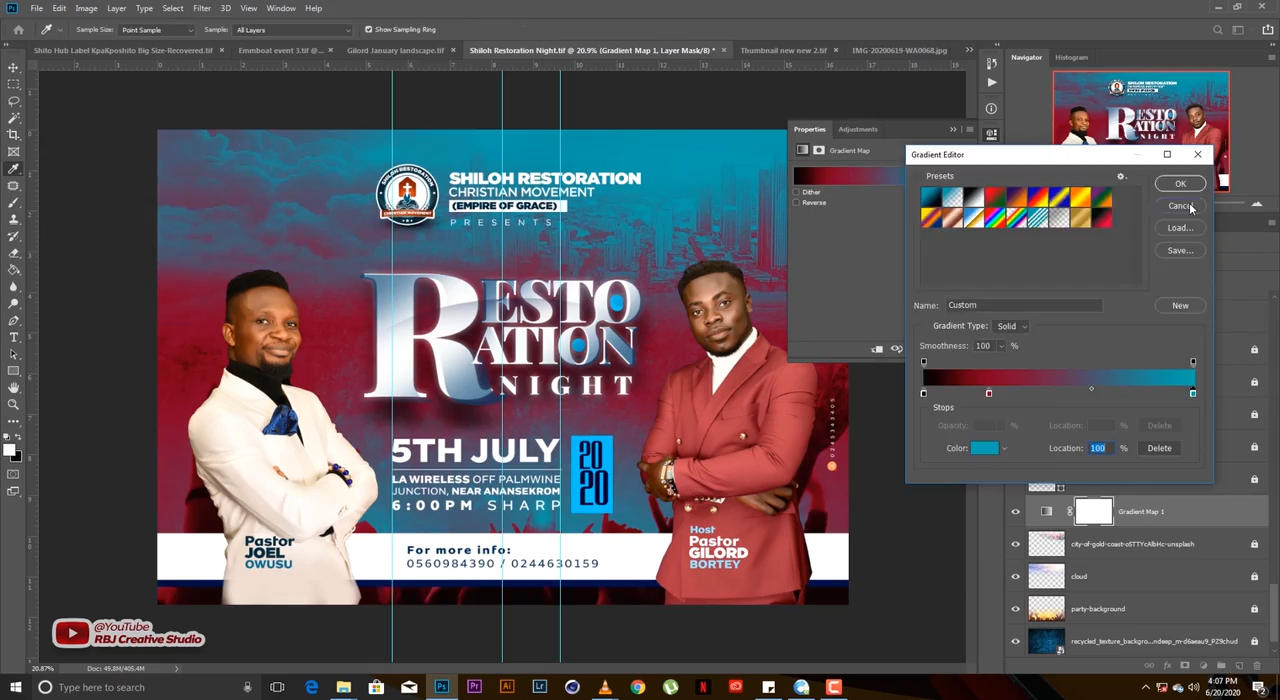 File Edit Image Layer Type Select Filter 3D View Window Help
Sample Size: Point Sample Sample: All Layers Show Sampling Ring
Shito Hub Label KpaKposhito Big Size-Recovered.tif × Emmboat event 3.tif @ ... × Gilord January landscape.tif × Shiloh Restoration Night.tif @ 20.9% (Gradient Map 1, Layer Mask/8) * × Thumbnail new new 2.tif × IMG-20200619-WA0068.jpg
Navigator Histogram
SHILOH RESTORATION
CHRISTIAN MOVEMENT
(EMPIRE OF GRACE)
PRESENTS
RESTO
RATION
NIGHT
5TH JULY
20
20
LA WIRELESS OFF PALMWINE
JUNCTION, NEAR ANANSEKROM
6:00PM SHARP
Pastor
JOEL
OWUSU
For more info:
0560984390 / 0244630159
Host
Pastor
GILORD
BORTEY
0245343905
Properties Adjustments
Gradient Map
Dither
Reverse
Gradient Editor
Presets
OK
Cancel
Load...
Save...
Name: Custom
New
Gradient Type: Solid
Smoothness: 100 %
Stops
Opacity: % Location: % Delete
Color: Location: 100 % Delete
Gradient Map 1
city-of-gold-coast-o5TTYcAlbHc-unsplash
cloud
party-background
recycled_texture_backgro...ndeep_m-d6aeau9_PZ9chud
@YouTube
RBJ Creative Studio
20.87% Doc: 49.8M/405.4M
Type here to search
4:07 PM
6/20/2020